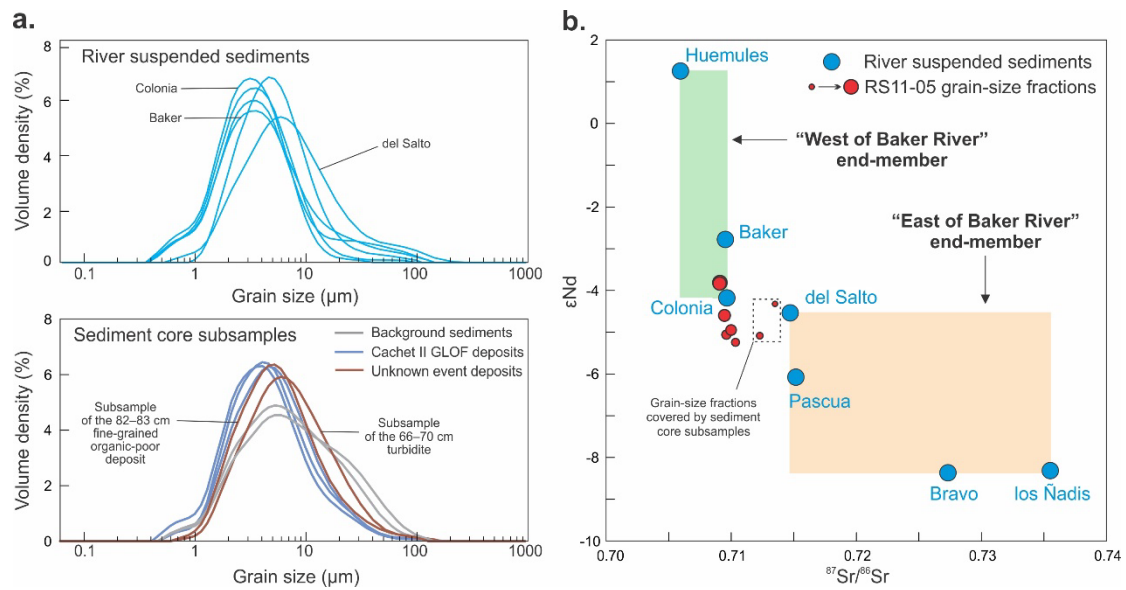 a.
River suspended sediments
Colonia
Baker
del Salto
Volume density (%)
8
6
4
2
0
0.1
1
10
100
1000
Grain size (µm)
Sediment core subsamples
Background sediments
Cachet II GLOF deposits
Unknown event deposits
Subsample
of the 82–83 cm
fine-grained
organic-poor
deposit
Subsample
of the 66–70 cm
turbidite
Volume density (%)
8
6
4
2
0
0.1
1
10
100
1000
Grain size (µm)
b.
2
0
-2
-4
-6
-8
-10
εNd
Huemules
River suspended sediments
RS11-05 grain-size fractions
“West of Baker River”
end-member
“East of Baker River”
end-member
Baker
Colonia
del Salto
Pascua
Grain-size fractions
covered by sediment
core subsamples
Bravo
los Ñadis
0.70
0.71
0.72
0.73
0.74
⁸⁷Sr/⁸⁶Sr